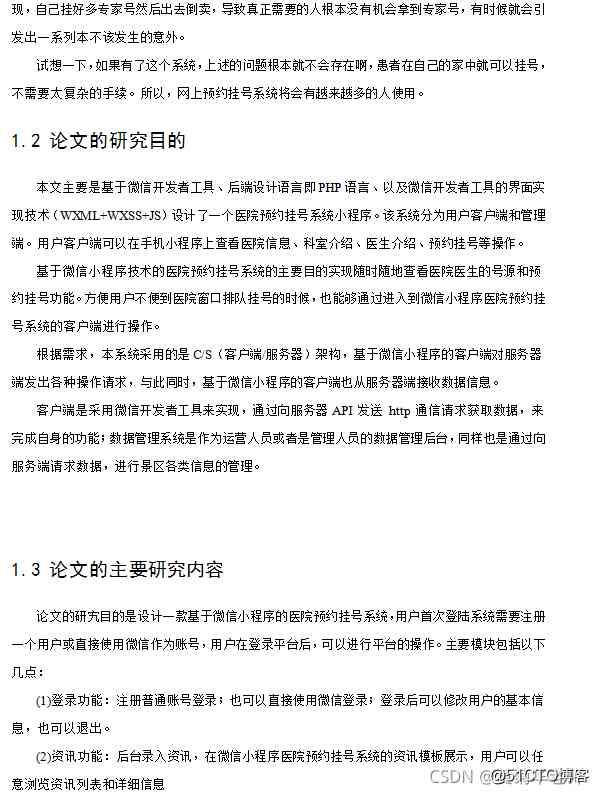 现，自己挂好多专家号然后出去倒卖，导致真正需要的人根本没有机会拿到专家号，有时候就会引
发出一系列本不该发生的意外。
试想一下，如果有了这个系统，上述的问题根本就不会存在啊，患者在自己的家中就可以挂号，
不需要太复杂的手续。所以，网上预约挂号系统将会有越来越多的人使用。
1.2 论文的研究目的
本文主要是基于微信开发者工具、后端设计语言即PHP语言、以及微信开发者工具的界面实
现技术（WXML+WXSS+JS）设计了一个医院预约挂号系统小程序。该系统分为用户客户端和管理
端。用户客户端可以在手机小程序上查看医院信息、科室介绍、医生介绍、预约挂号等操作。
基于微信小程序技术的医院预约挂号系统的主要目的实现随时随地查看医院医生的号源和预
约挂号功能。方便用户不便到医院窗口排队挂号的时候，也能够通过进入到微信小程序医院预约挂
号系统的客户端进行操作。
根据需求，本系统采用的是C/S（客户端/服务器）架构，基于微信小程序的客户端对服务器
端发出各种操作请求，与此同时，基于微信小程序的客户端也从服务器端接收数据信息。
客户端是采用微信开发者工具来实现，通过向服务器 API 发送 http 通信请求获取数据，来
完成自身的功能；数据管理系统是作为运营人员或者是管理人员的数据管理后台，同样也是通过向
服务端请求数据，进行景区各类信息的管理。
1.3 论文的主要研究内容
论文的研究目的是设计一款基于微信小程序的医院预约挂号系统，用户首次登陆系统需要注册
一个用户或直接使用微信作为账号，用户在登录平台后，可以进行平台的操作。主要模块包括以下
几点：
(1)登录功能：注册普通账号登录；也可以直接使用微信登录；登录后可以修改用户的基本信
息，也可以退出。
(2)资讯功能：后台录入资讯，在微信小程序医院预约挂号系统的资讯模板展示，用户可以任
意浏览资讯列表和详细信息
CSDN @51CTO博客